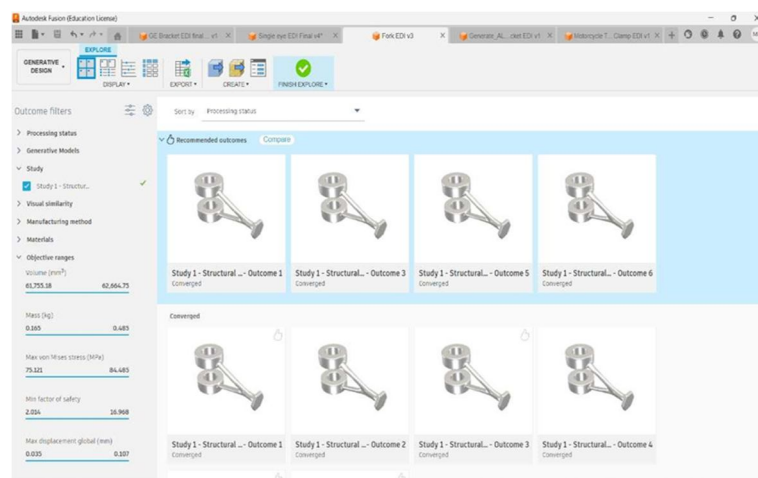 Autodesk Fusion (Education License)
GE Bracket EDI final... v1
Single eye EDI Final v4*
Fork EDI v3
Generate_AL...cket EDI v1
Motorcycle T... Clamp EDI v1
EXPLORE
GENERATIVE DESIGN
DISPLAY
EXPORT
CREATE
FINISH EXPLORE
Outcome filters
Processing status
Generative Models
Study
Study 1 - Structur...
Visual similarity
Manufacturing method
Materials
Objective ranges
Volume (mm³)
61,755.18 62,664.75
Mass (kg)
0.165 0.485
Max von Mises stress (MPa)
75.121 84.485
Min factor of safety
2.014 16.968
Max displacement global (mm)
0.035 0.107
Sort by Processing status
Recommended outcomes Compare
Study 1 - Structural ... - Outcome 1
Converged
Study 1 - Structural ... - Outcome 3
Converged
Study 1 - Structural ... - Outcome 5
Converged
Study 1 - Structural ... - Outcome 6
Converged
Converged
Study 1 - Structural ... - Outcome 1
Converged
Study 1 - Structural ... - Outcome 2
Converged
Study 1 - Structural ... - Outcome 3
Converged
Study 1 - Structural ... - Outcome 4
Converged